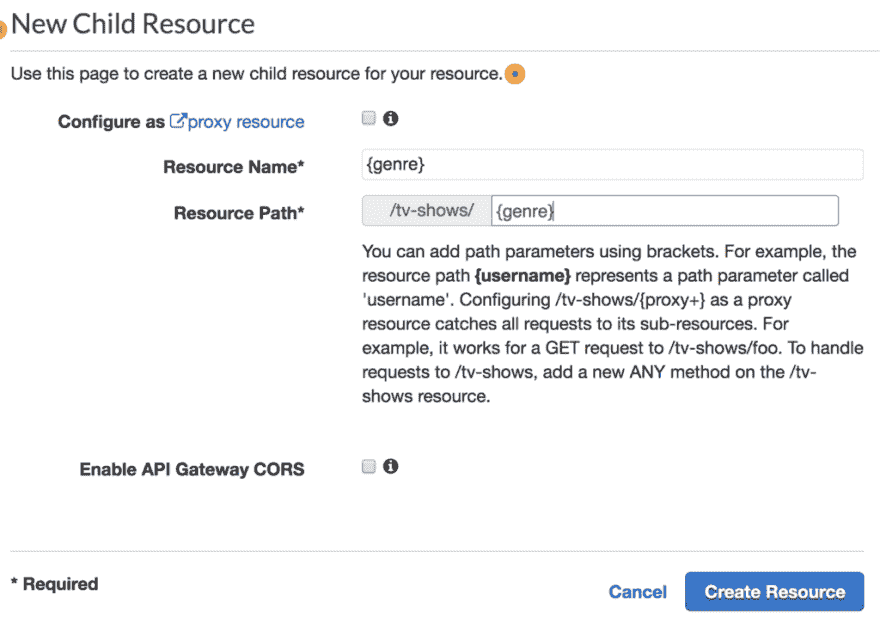 New Child Resource
Use this page to create a new child resource for your resource.
Configure as proxy resource
Resource Name* {genre}
Resource Path* /tv-shows/ {genre}
You can add path parameters using brackets. For example, the
resource path {username} represents a path parameter called
'username'. Configuring /tv-shows/{proxy+} as a proxy
resource catches all requests to its sub-resources. For
example, it works for a GET request to /tv-shows/foo. To handle
requests to /tv-shows, add a new ANY method on the /tv-
shows resource.
Enable API Gateway CORS
* Required
Cancel Create Resource